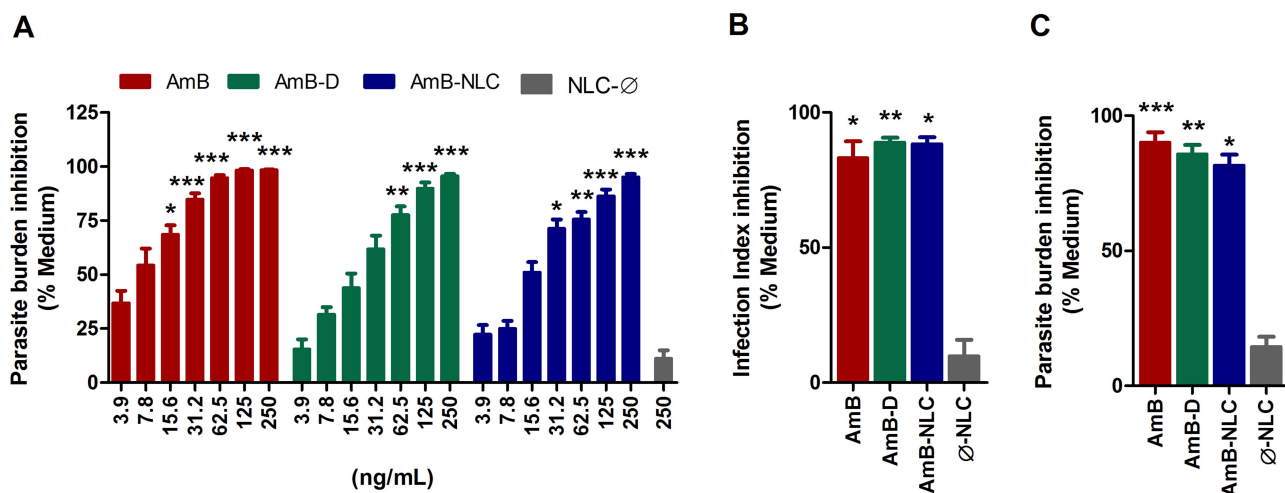 A
AmB AmB-D AmB-NLC NLC-∅
Parasite burden inhibition
(% Medium)
125
100
75
50
25
0
* *** *** *** ***
** *** ***
* ** *** ***
3.9 7.8 15.6 31.2 62.5 125 250 3.9 7.8 15.6 31.2 62.5 125 250 3.9 7.8 15.6 31.2 62.5 125 250 250
(ng/mL)
B
Infection Index inhibition
(% Medium)
100
50
0
* ** *
AmB AmB-D AmB-NLC ∅-NLC
C
Parasite burden inhibition
(% Medium)
100
50
0
*** ** *
AmB AmB-D AmB-NLC ∅-NLC